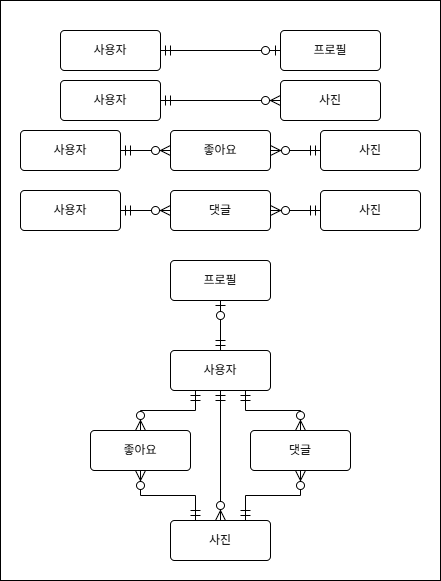 사용자 프로필
사용자 사진
사용자 좋아요 사진
사용자 댓글 사진
프로필
사용자
좋아요 댓글
사진